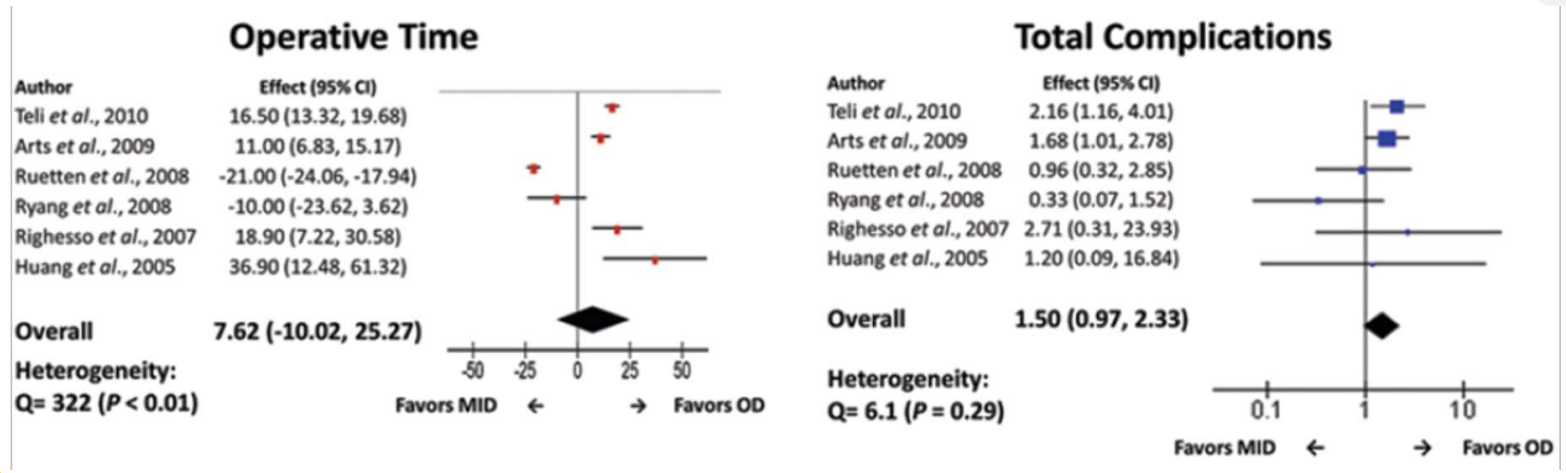 Operative Time
Author Effect (95% CI)
Teli et al., 2010 16.50 (13.32, 19.68)
Arts et al., 2009 11.00 (6.83, 15.17)
Ruetten et al., 2008 -21.00 (-24.06, -17.94)
Ryang et al., 2008 -10.00 (-23.62, 3.62)
Righesso et al., 2007 18.90 (7.22, 30.58)
Huang et al., 2005 36.90 (12.48, 61.32)
Overall 7.62 (-10.02, 25.27)
Heterogeneity:
Q= 322 (P < 0.01)
-50 -25 0 25 50
Favors MID ← → Favors OD
Total Complications
Author Effect (95% CI)
Teli et al., 2010 2.16 (1.16, 4.01)
Arts et al., 2009 1.68 (1.01, 2.78)
Ruetten et al., 2008 0.96 (0.32, 2.85)
Ryang et al., 2008 0.33 (0.07, 1.52)
Righesso et al., 2007 2.71 (0.31, 23.93)
Huang et al., 2005 1.20 (0.09, 16.84)
Overall 1.50 (0.97, 2.33)
Heterogeneity:
Q= 6.1 (P = 0.29)
0.1 1 10
Favors MID ← → Favors OD